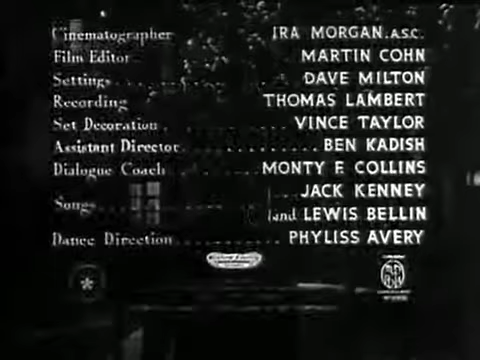 Cinematographer IRA MORGAN, A.S.C.
Film Editor MARTIN COHN
Settings DAVE MILTON
Recording THOMAS LAMBERT
Set Decoration VINCE TAYLOR
Assistant Director BEN KADISH
Dialogue Coach MONTY F. COLLINS
Songs JACK KENNEY
and LEWIS BELLIN
Dance Direction PHYLISS AVERY